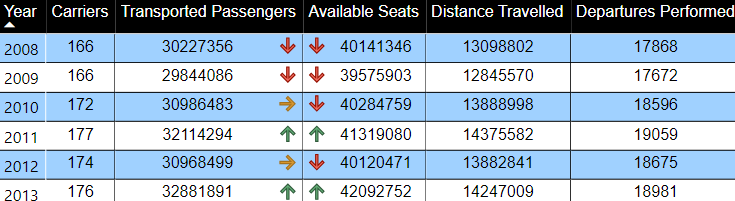 Year Carriers Transported Passengers Available Seats Distance Travelled Departures Performed
2008 166 30227356 40141346 13098802 17868
2009 166 29844086 39575903 12845570 17672
2010 172 30986483 40284759 13888998 18596
2011 177 32114294 41319080 14375582 19059
2012 174 30968499 40120471 13882841 18675
2013 176 32881891 42092752 14247009 18981